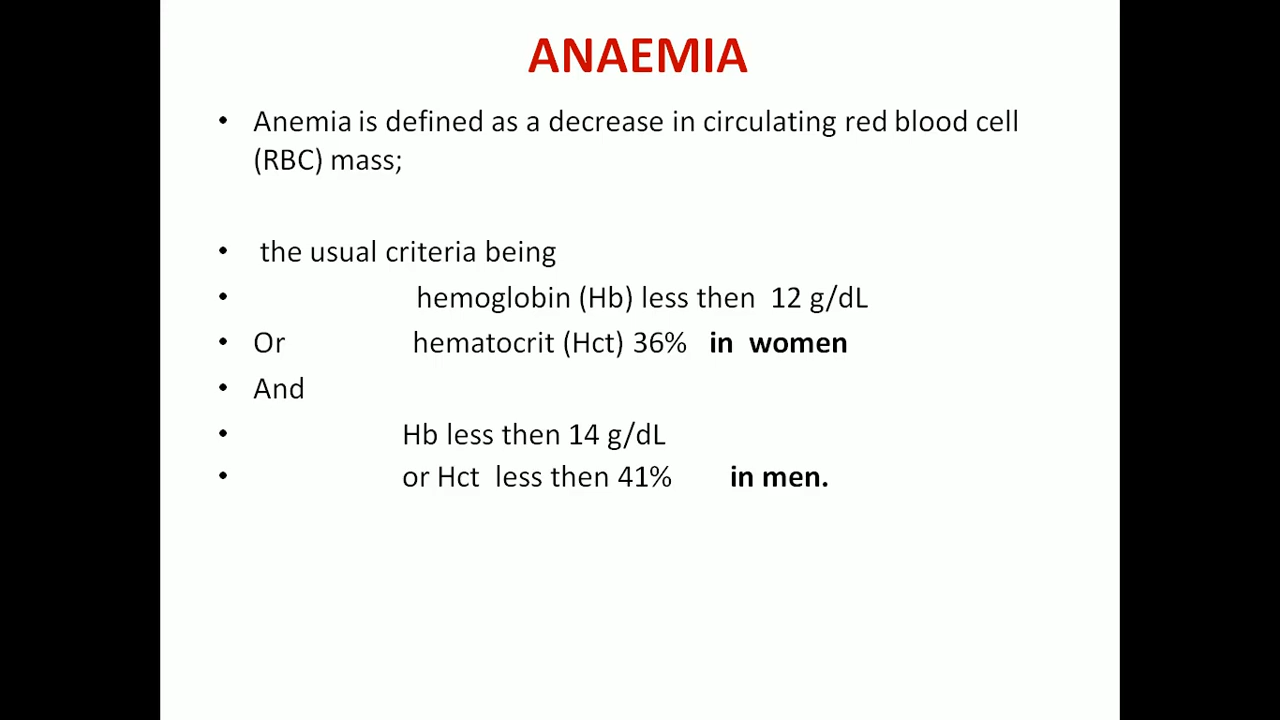 ANAEMIA
• Anemia is defined as a decrease in circulating red blood cell
(RBC) mass;
• the usual criteria being
• hemoglobin (Hb) less then 12 g/dL
• Or hematocrit (Hct) 36% in women
• And
• Hb less then 14 g/dL
• or Hct less then 41% in men.